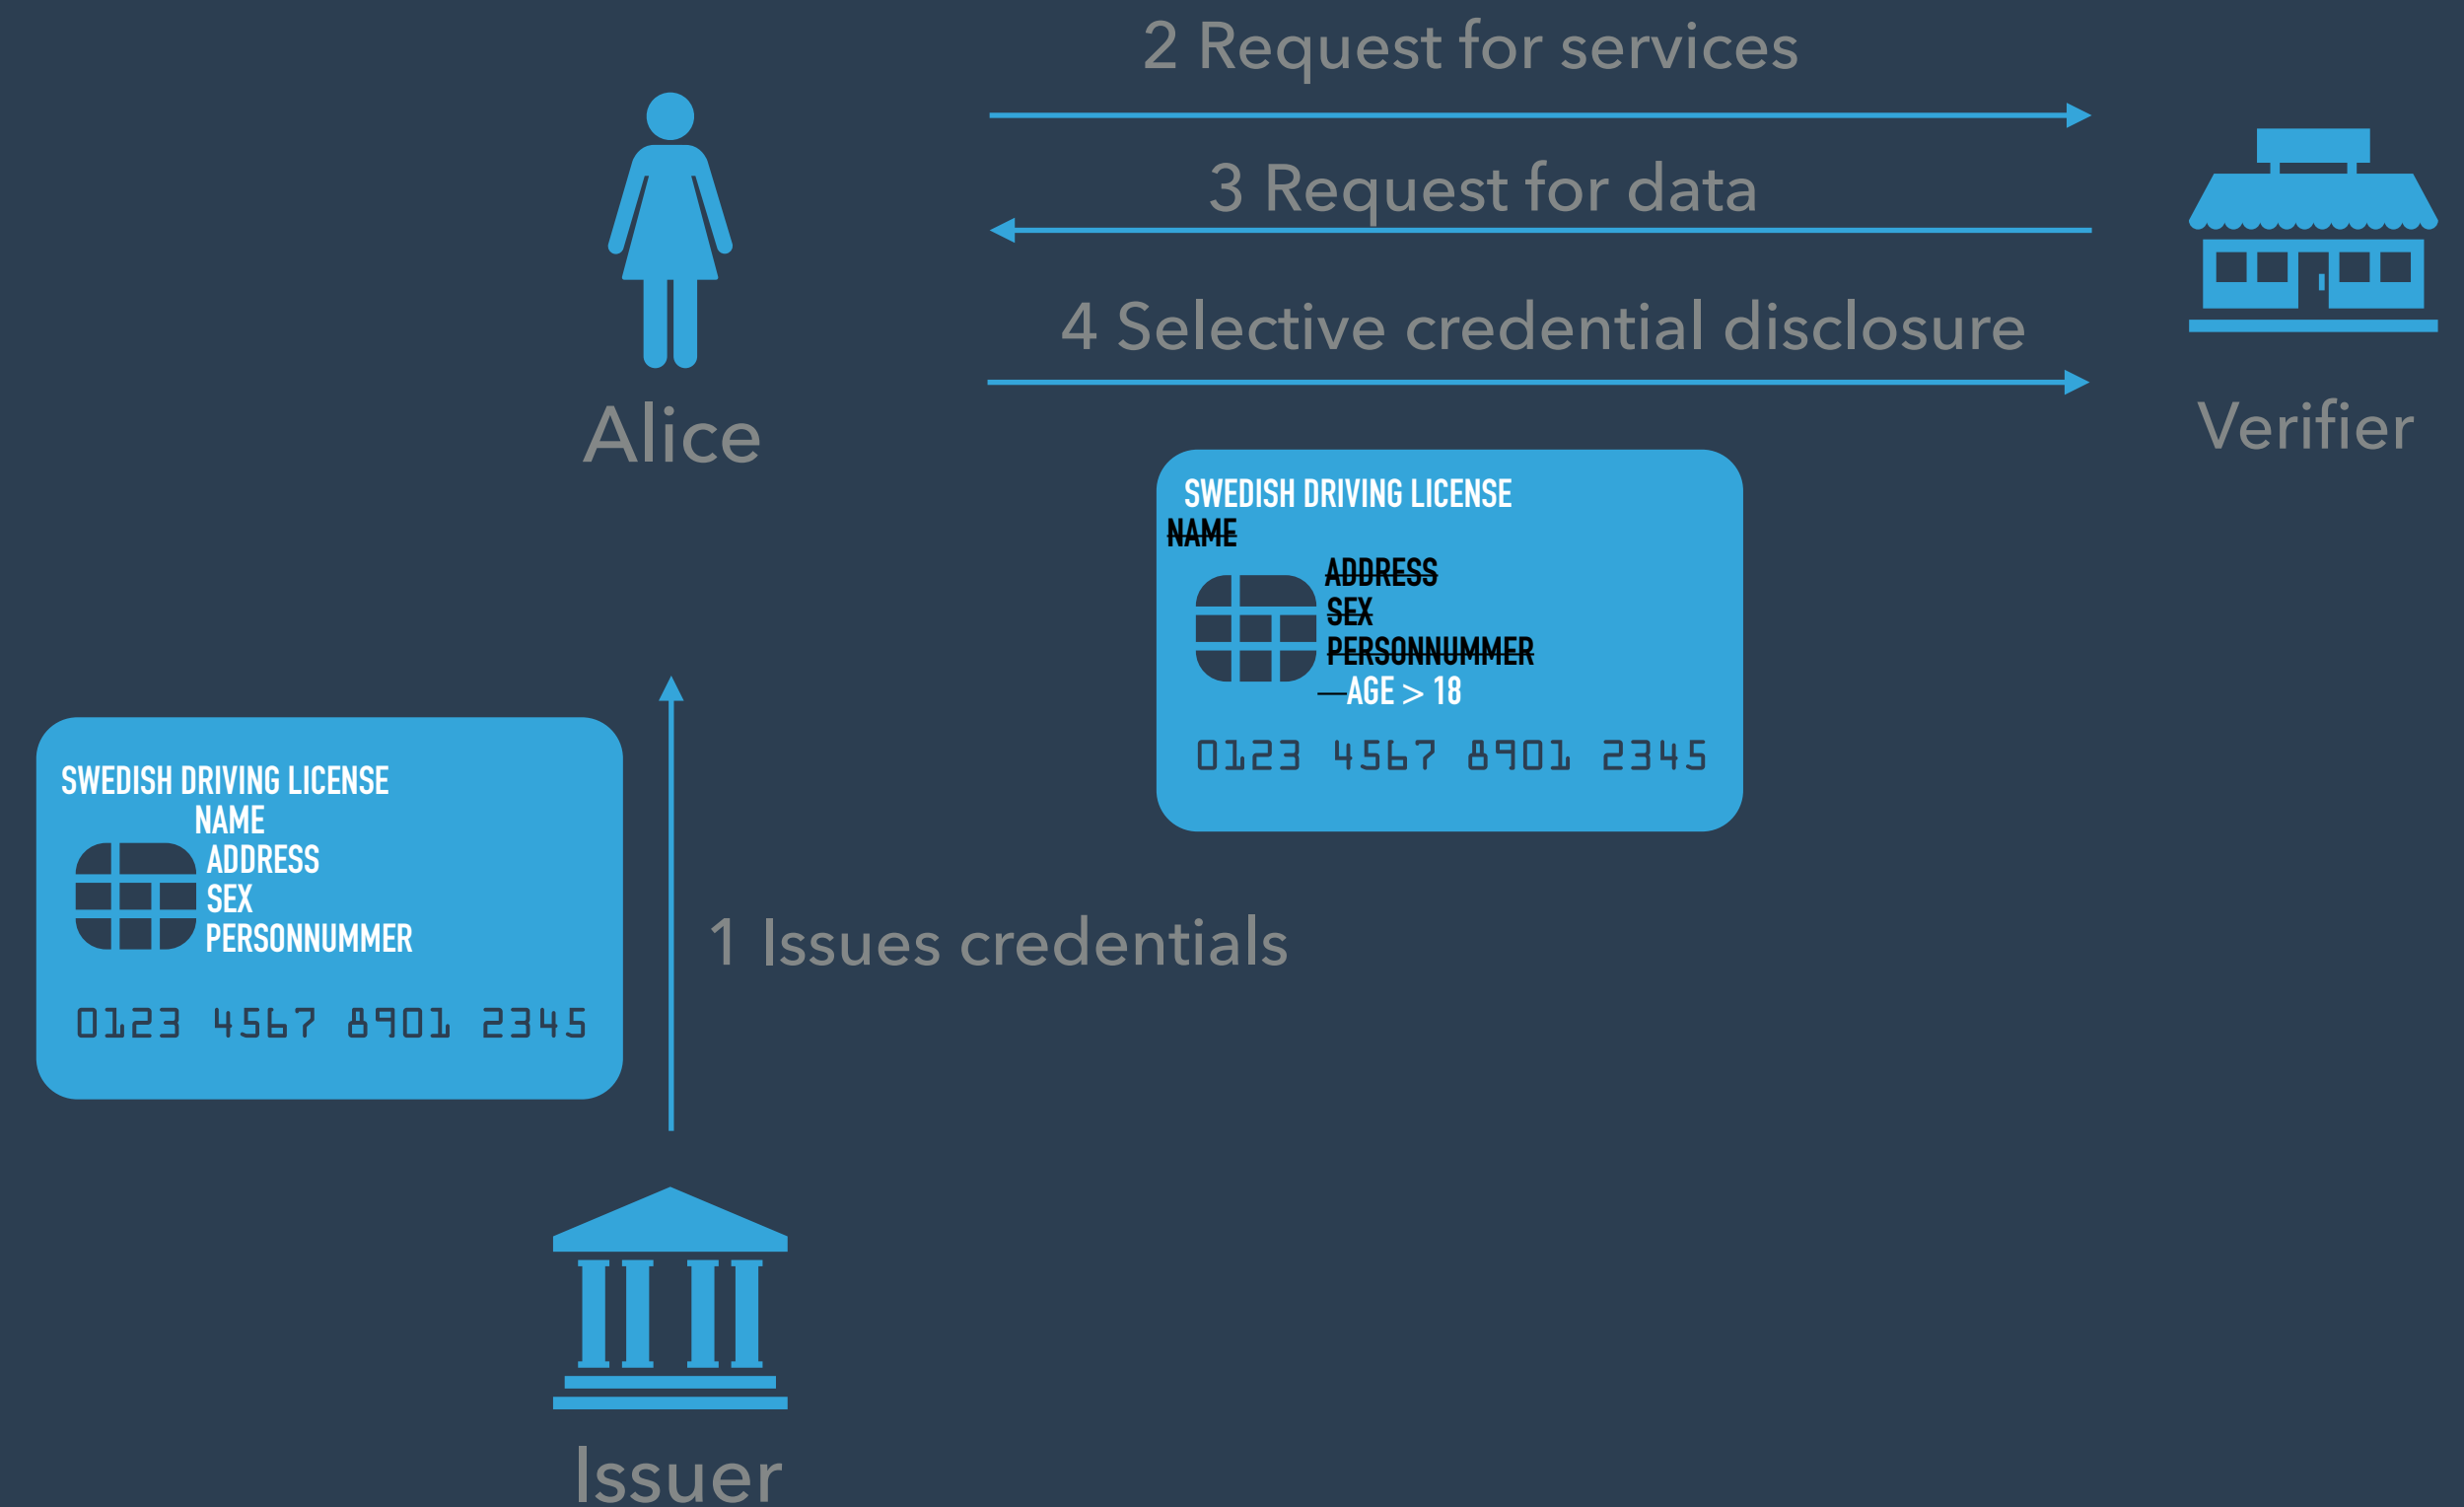 2 Request for services
3 Request for data
4 Selective credential disclosure
Alice
Verifier
SWEDISH DRIVING LICENSE
NAME
ADDRESS
SEX
PERSONNUMMER
—AGE > 18
0123 4567 8901 2345
SWEDISH DRIVING LICENSE
NAME
ADDRESS
SEX
PERSONNUMMER
0123 4567 8901 2345
1 Issues credentials
Issuer